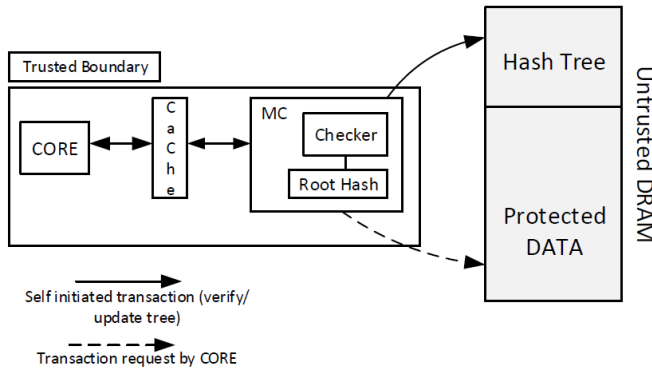 Trusted Boundary
CORE
C
a
C
h
e
MC
Checker
Root Hash
Hash Tree
Protected
DATA
Untrusted DRAM
Self initiated transaction (verify/
update tree)
Transaction request by CORE